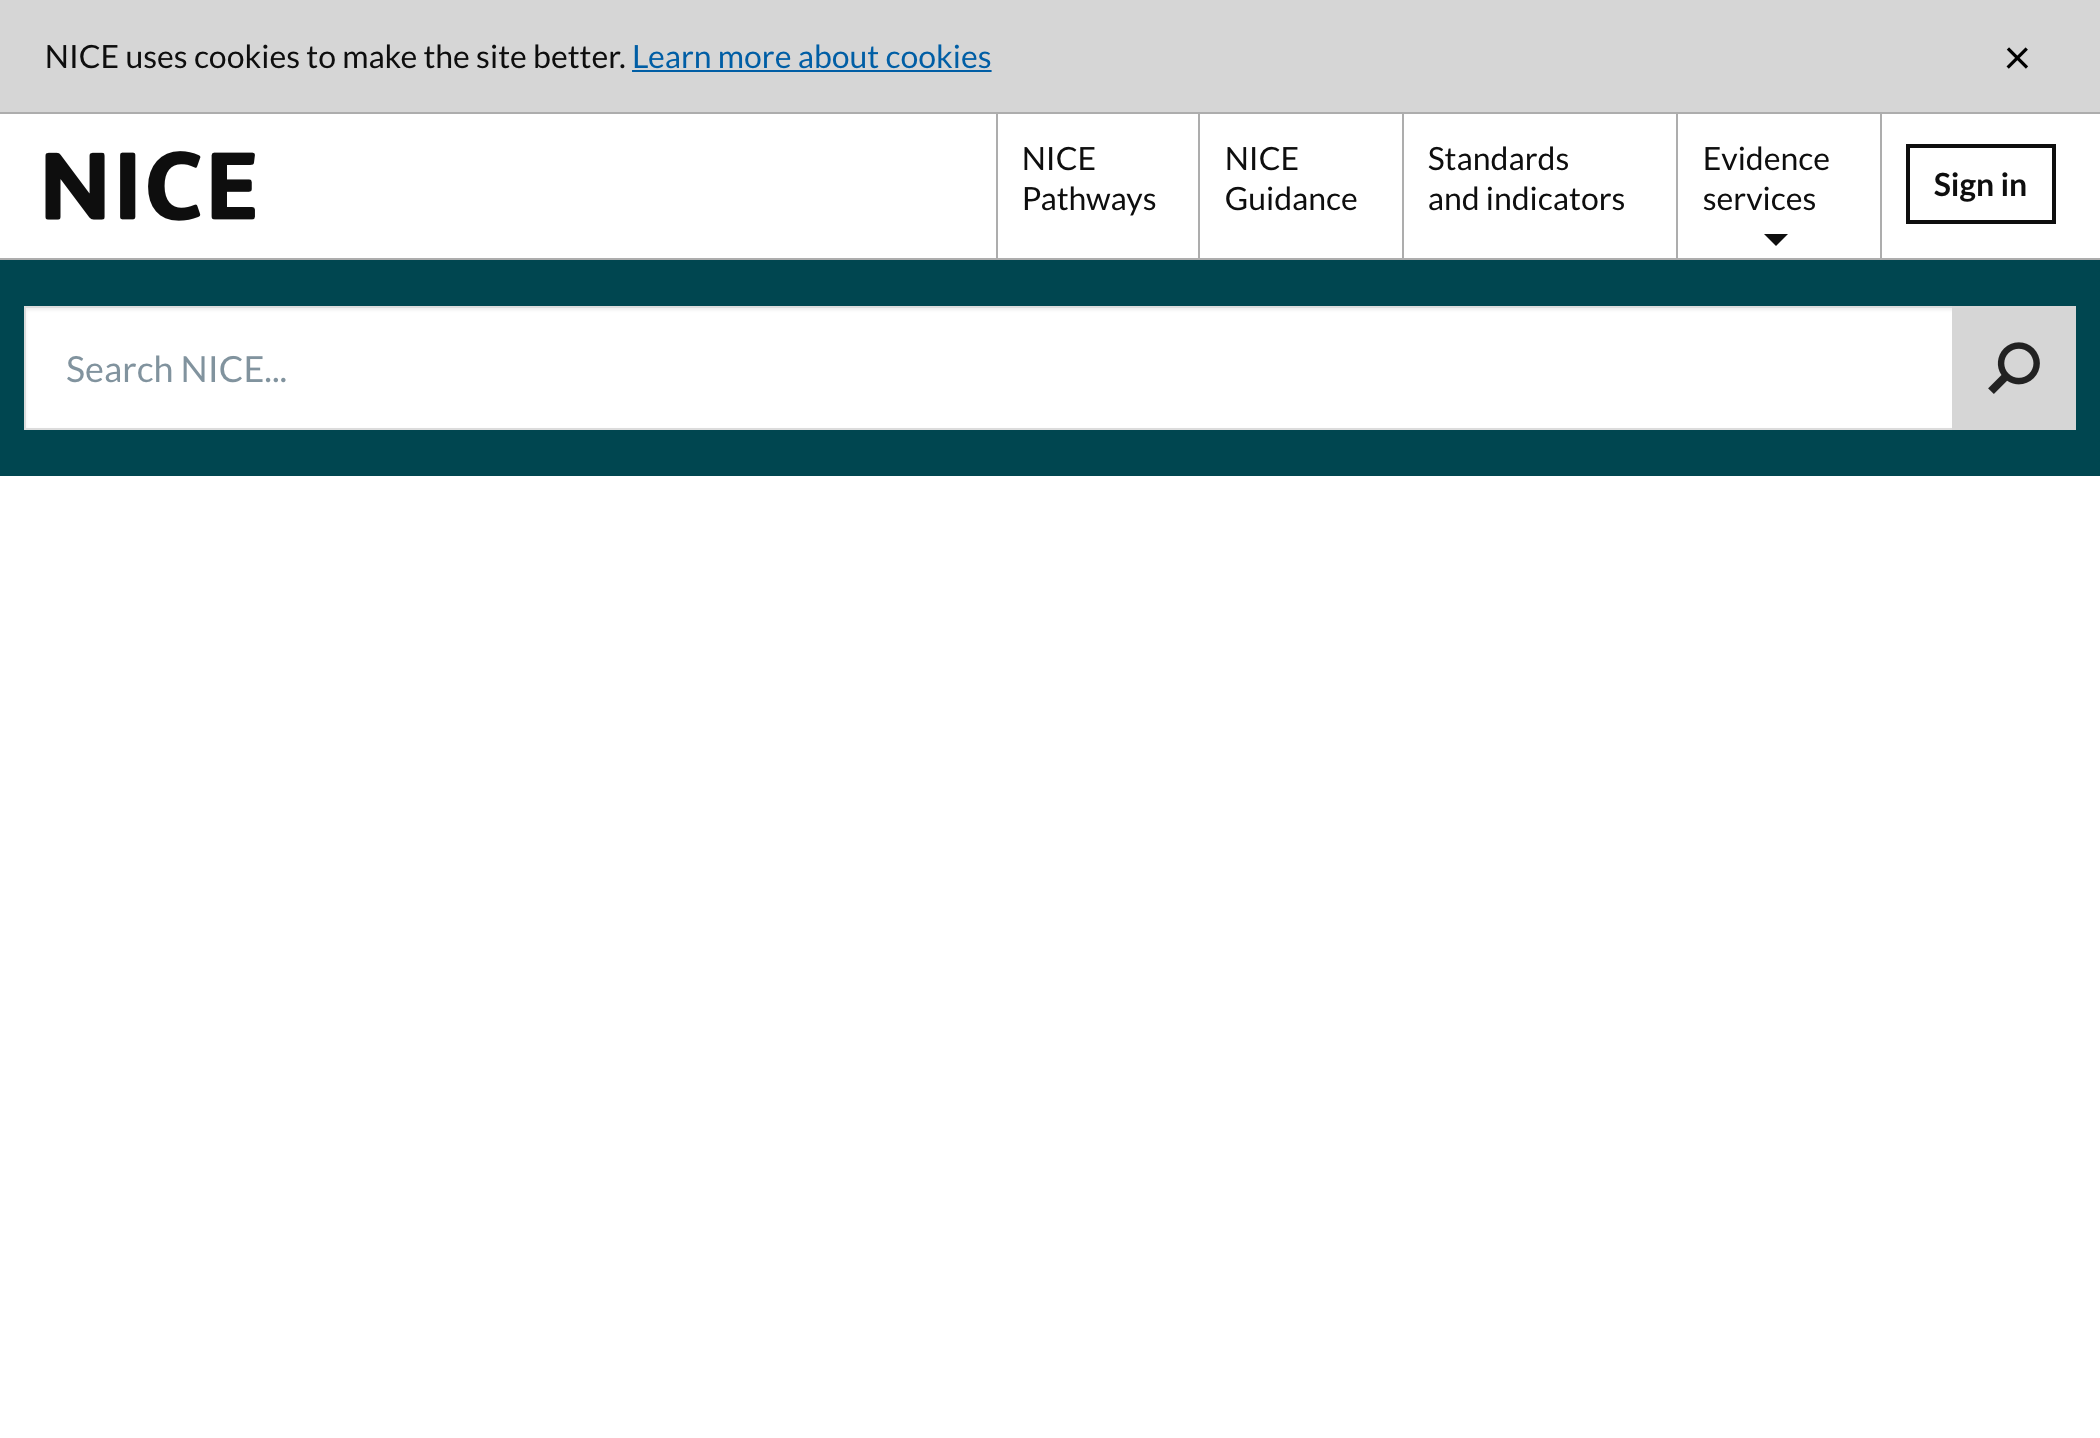 NICE uses cookies to make the site better. Learn more about cookies
NICE
NICE
Pathways
NICE
Guidance
Standards
and indicators
Evidence
services
Sign in
Search NICE...